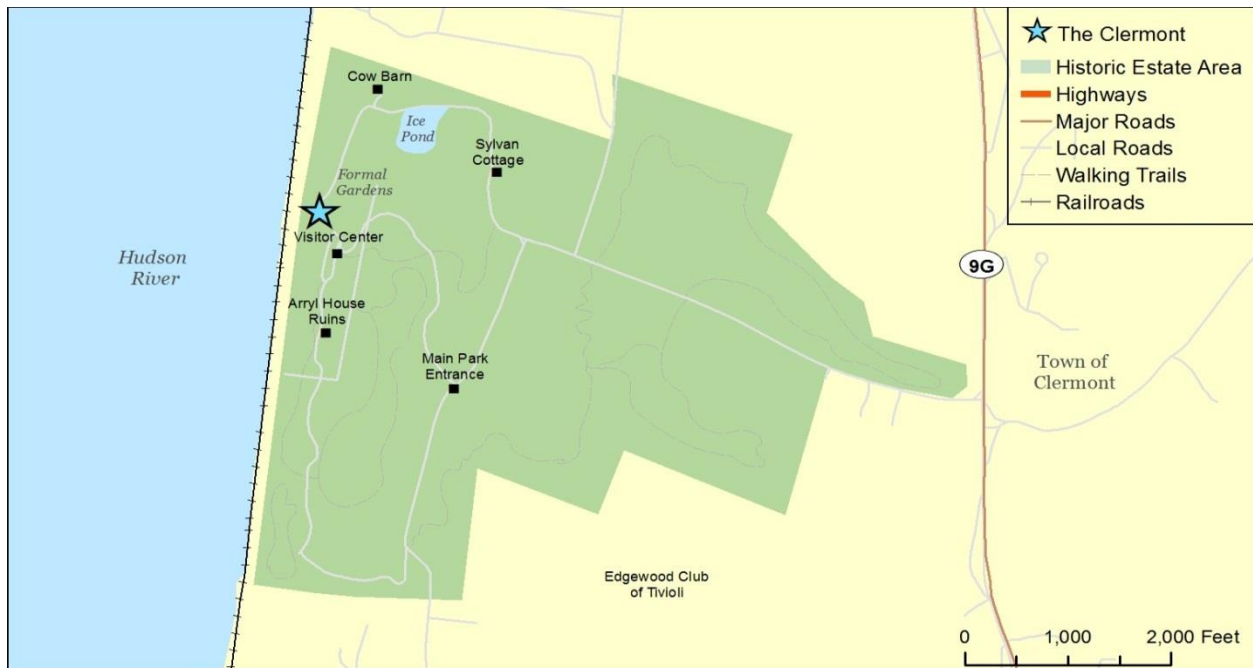 Cow Barn
Ice
Pond
Sylvan
Cottage
Formal
Gardens
Visitor Center
Hudson
River
Arryl House
Ruins
Main Park
Entrance
Edgewood Club
of Tivioli
9G
Town of
Clermont
The Clermont
Historic Estate Area
Highways
Major Roads
Local Roads
Walking Trails
Railroads
0 1,000 2,000 Feet